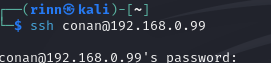 ┌──(rinn㉿kali)-[~]
└─$ ssh conan@192.168.0.99
conan@192.168.0.99's password: